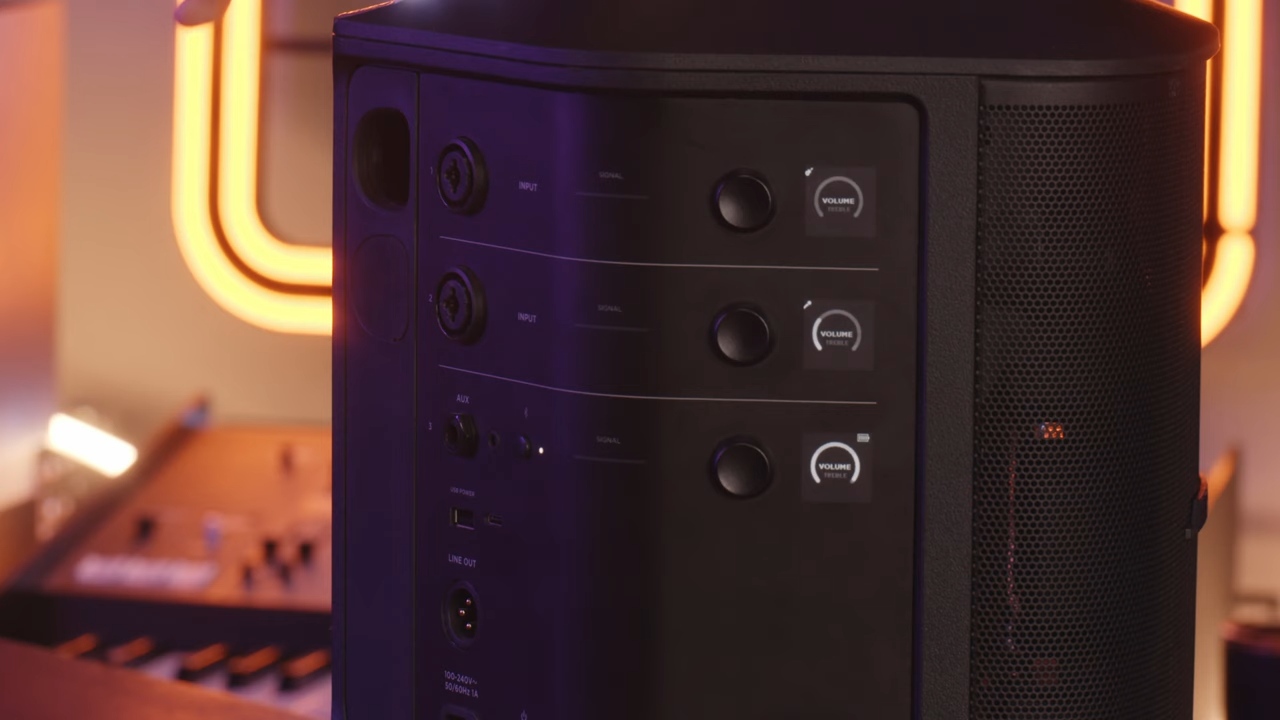 1
INPUT
SIGNAL
VOLUME
TREBLE
2
INPUT
SIGNAL
VOLUME
TREBLE
AUX
3
SIGNAL
VOLUME
TREBLE
USB POWER
LINE OUT
100-240V~
50/60Hz 1A